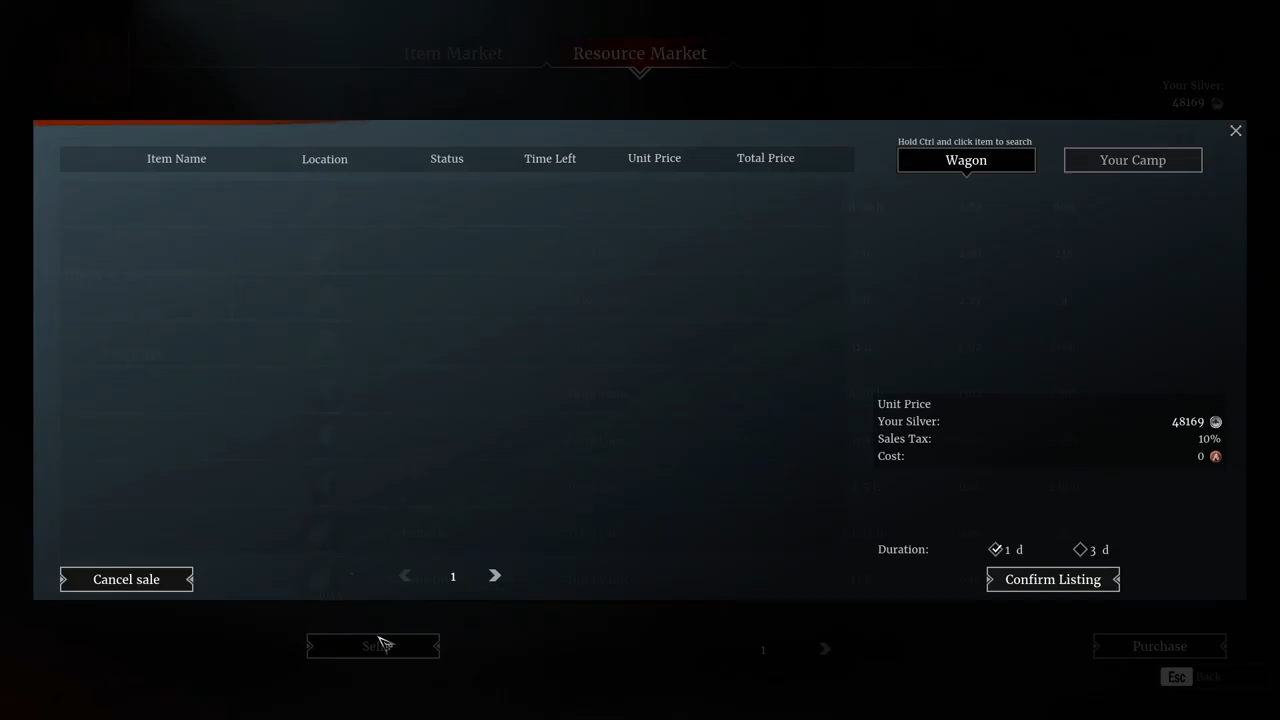 Item Market
Resource Market
Your Silver:
48169
Hold Ctrl and click item to search
Item Name
Location
Status
Time Left
Unit Price
Total Price
Wagon
Your Camp
Unit Price
Your Silver:
48169
Sales Tax:
10%
Cost:
0
Duration:
1 d
3 d
Cancel sale
1
Confirm Listing
1
Purchase
Esc
Back